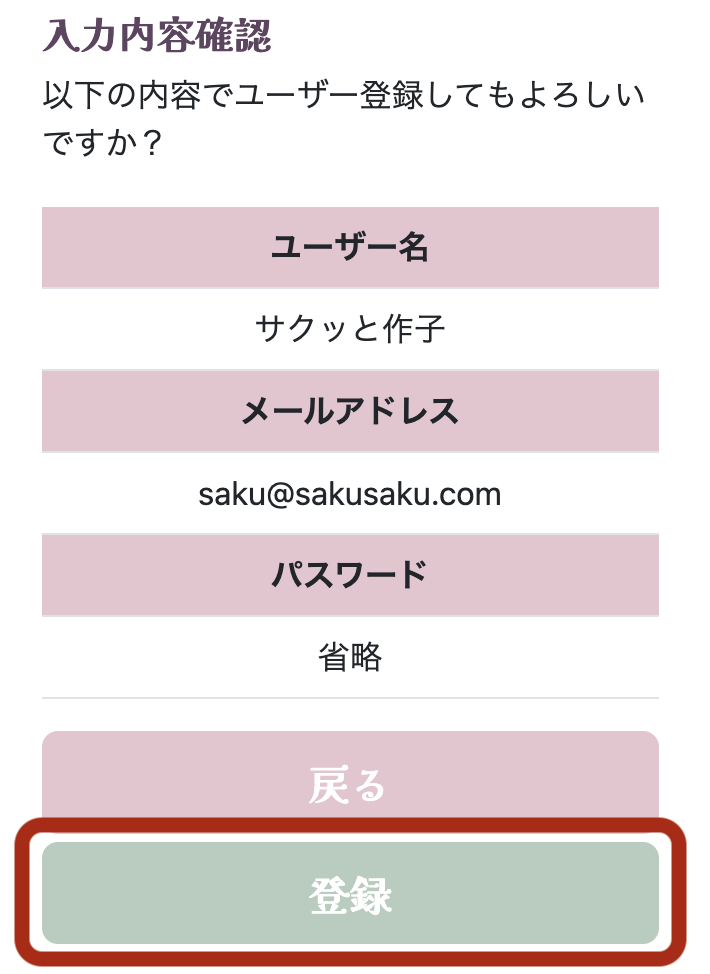 入力内容確認
以下の内容でユーザー登録してもよろしい
ですか？
ユーザー名
サクッと作子
メールアドレス
saku@sakusaku.com
パスワード
省略
戻る
登録